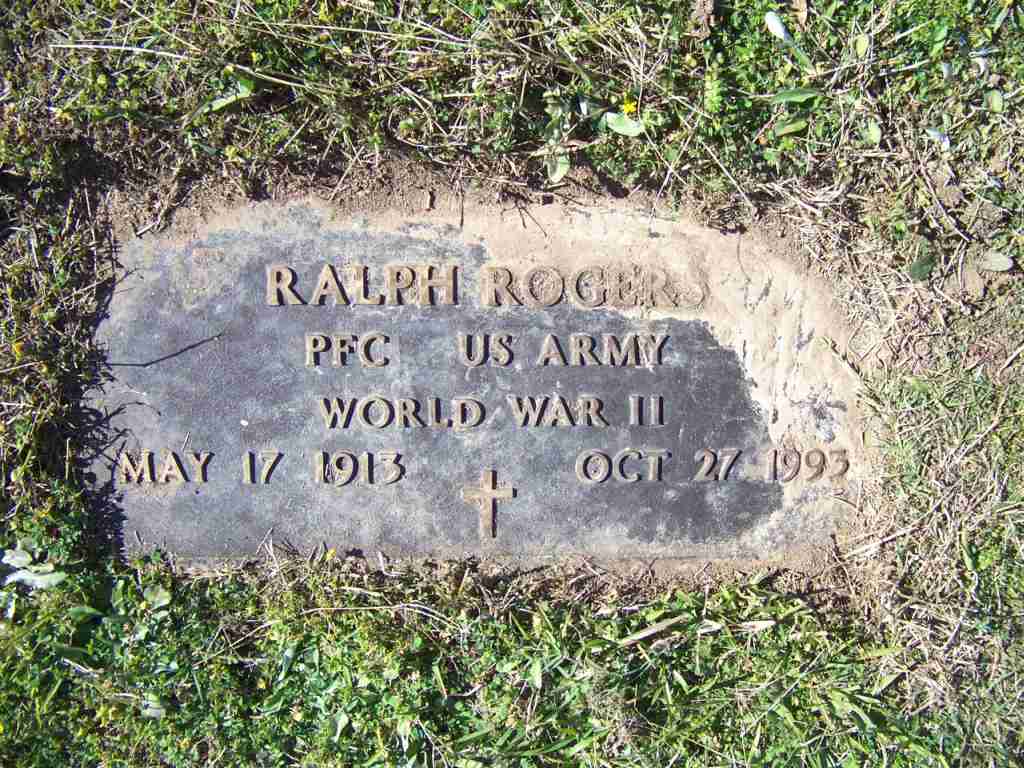 RALPH ROGERS
PFC US ARMY
WORLD WAR II
MAY 17 1913 OCT 27 1993